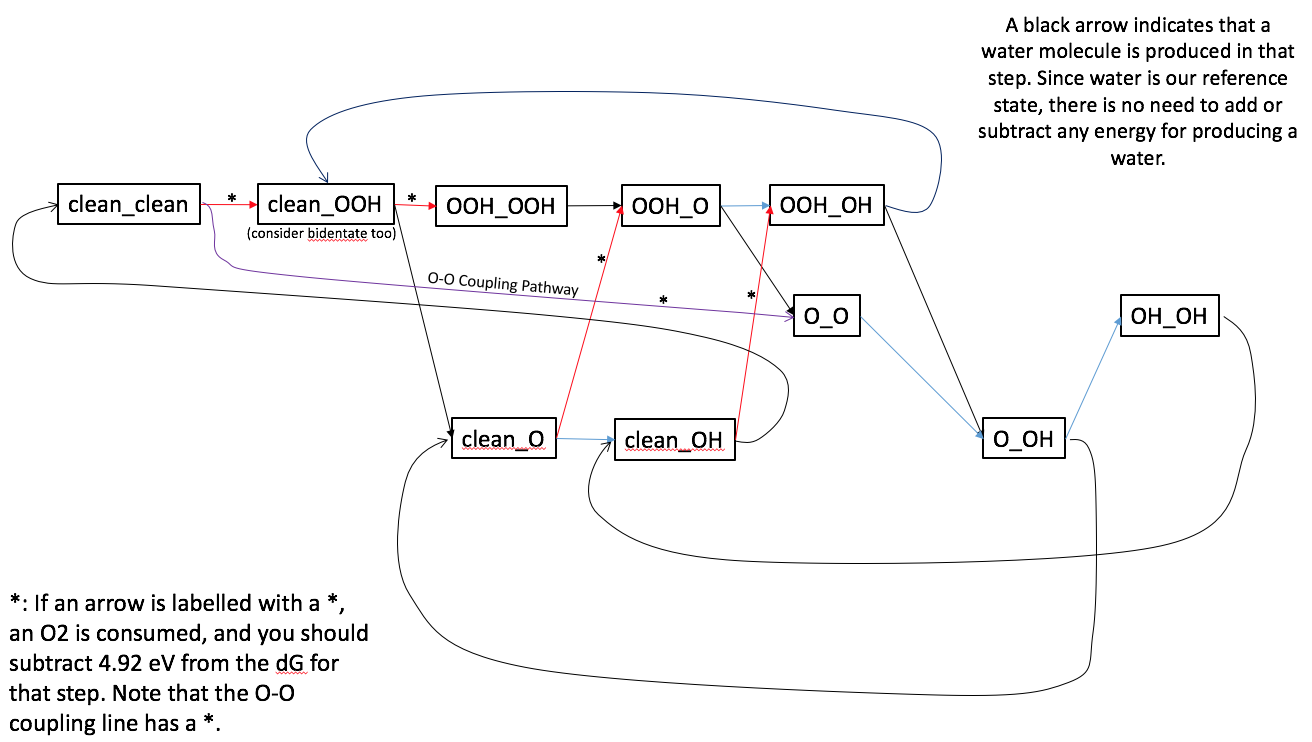 A black arrow indicates that a
water molecule is produced in that
step. Since water is our reference
state, there is no need to add or
subtract any energy for producing a
water.
clean_clean
*
clean_OOH
(consider bidentate too)
*
OOH_OOH
OOH_O
OOH_OH
*
O-O Coupling Pathway
*
*
O_O
OH_OH
clean_O
clean_OH
O_OH
*: If an arrow is labelled with a *,
an O2 is consumed, and you should
subtract 4.92 eV from the dG for
that step. Note that the O-O
coupling line has a *.